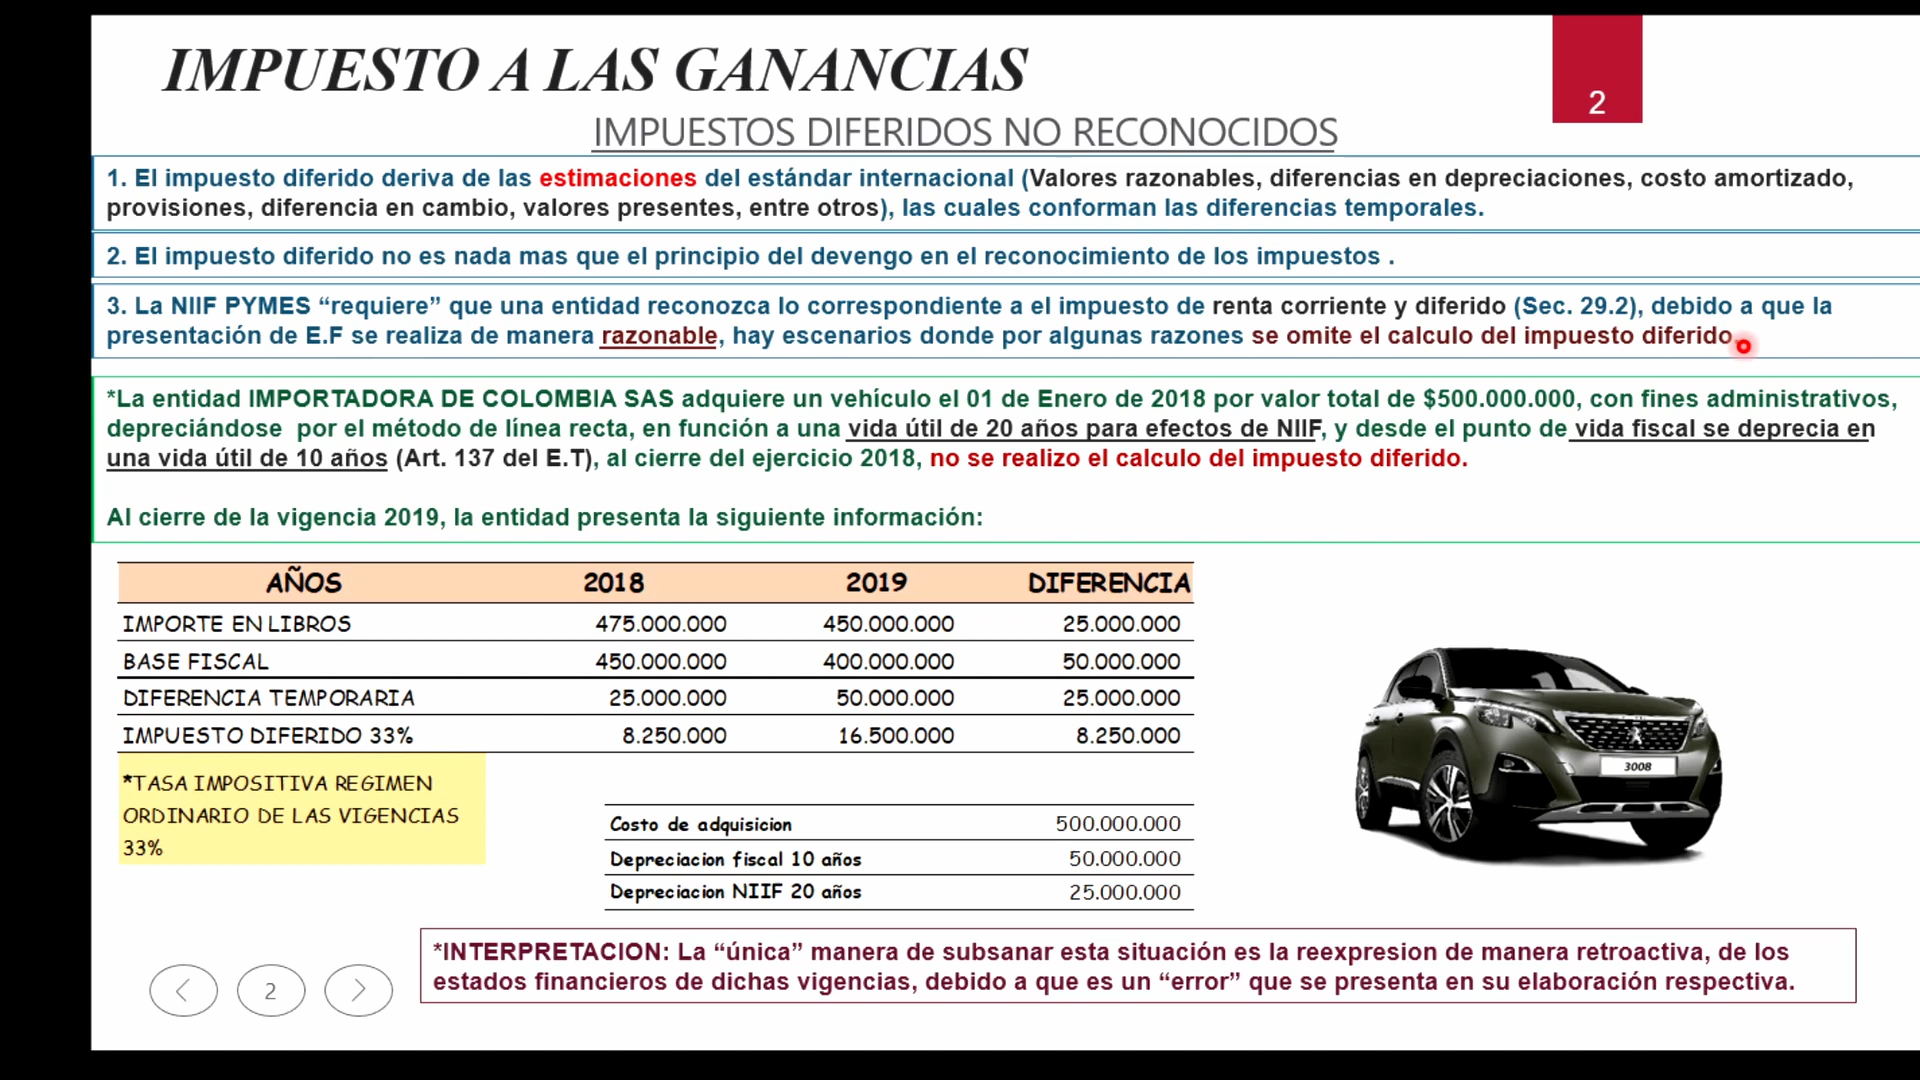 IMPUESTO A LAS GANANCIAS
2
IMPUESTOS DIFERIDOS NO RECONOCIDOS
1. El impuesto diferido deriva de las estimaciones del estándar internacional (Valores razonables, diferencias en depreciaciones, costo amortizado,
provisiones, diferencia en cambio, valores presentes, entre otros), las cuales conforman las diferencias temporales.
2. El impuesto diferido no es nada mas que el principio del devengo en el reconocimiento de los impuestos .
3. La NIIF PYMES “requiere” que una entidad reconozca lo correspondiente a el impuesto de renta corriente y diferido (Sec. 29.2), debido a que la
presentación de E.F se realiza de manera razonable, hay escenarios donde por algunas razones se omite el calculo del impuesto diferido.
*La entidad IMPORTADORA DE COLOMBIA SAS adquiere un vehículo el 01 de Enero de 2018 por valor total de $500.000.000, con fines administrativos,
depreciándose por el método de línea recta, en función a una vida útil de 20 años para efectos de NIIF, y desde el punto de vida fiscal se deprecia en
una vida útil de 10 años (Art. 137 del E.T), al cierre del ejercicio 2018, no se realizo el calculo del impuesto diferido.
Al cierre de la vigencia 2019, la entidad presenta la siguiente información:
AÑOS 2018 2019 DIFERENCIA
IMPORTE EN LIBROS 475.000.000 450.000.000 25.000.000
BASE FISCAL 450.000.000 400.000.000 50.000.000
DIFERENCIA TEMPORARIA 25.000.000 50.000.000 25.000.000
IMPUESTO DIFERIDO 33% 8.250.000 16.500.000 8.250.000
*TASA IMPOSITIVA REGIMEN
ORDINARIO DE LAS VIGENCIAS
33%
Costo de adquisicion 500.000.000
Depreciacion fiscal 10 años 50.000.000
Depreciacion NIIF 20 años 25.000.000
3008
*INTERPRETACION: La “única” manera de subsanar esta situación es la reexpresion de manera retroactiva, de los
estados financieros de dichas vigencias, debido a que es un “error” que se presenta en su elaboración respectiva.
2